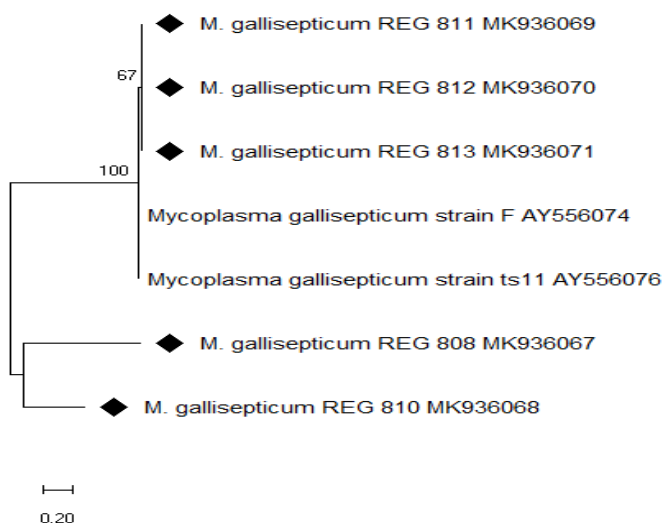 M. gallisepticum REG 811 MK936069
67
M. gallisepticum REG 812 MK936070
M. gallisepticum REG 813 MK936071
100
Mycoplasma gallisepticum strain F AY556074
Mycoplasma gallisepticum strain ts11 AY556076
M. gallisepticum REG 808 MK936067
M. gallisepticum REG 810 MK936068
0.20